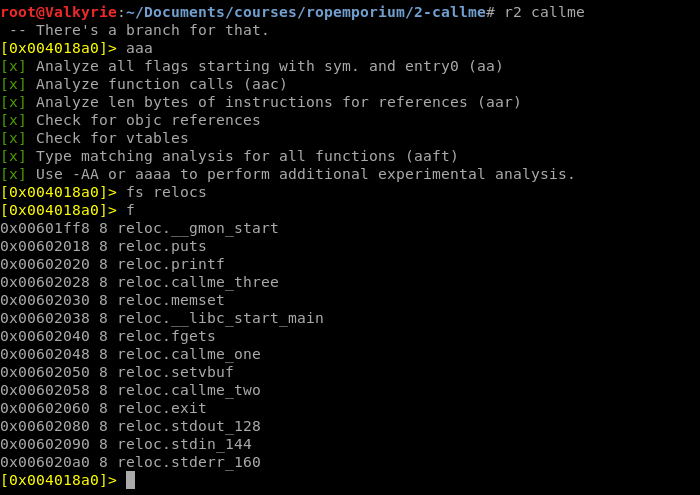 root@Valkyrie:~/Documents/courses/ropemporium/2-callme# r2 callme
 -- There's a branch for that.
[0x004018a0]> aaa
[x] Analyze all flags starting with sym. and entry0 (aa)
[x] Analyze function calls (aac)
[x] Analyze len bytes of instructions for references (aar)
[x] Check for objc references
[x] Check for vtables
[x] Type matching analysis for all functions (aaft)
[x] Use -AA or aaaa to perform additional experimental analysis.
[0x004018a0]> fs relocs
[0x004018a0]> f
0x00601ff8 8 reloc.__gmon_start
0x00602018 8 reloc.puts
0x00602020 8 reloc.printf
0x00602028 8 reloc.callme_three
0x00602030 8 reloc.memset
0x00602038 8 reloc.__libc_start_main
0x00602040 8 reloc.fgets
0x00602048 8 reloc.callme_one
0x00602050 8 reloc.setvbuf
0x00602058 8 reloc.callme_two
0x00602060 8 reloc.exit
0x00602080 8 reloc.stdout_128
0x00602090 8 reloc.stdin_144
0x006020a0 8 reloc.stderr_160
[0x004018a0]>